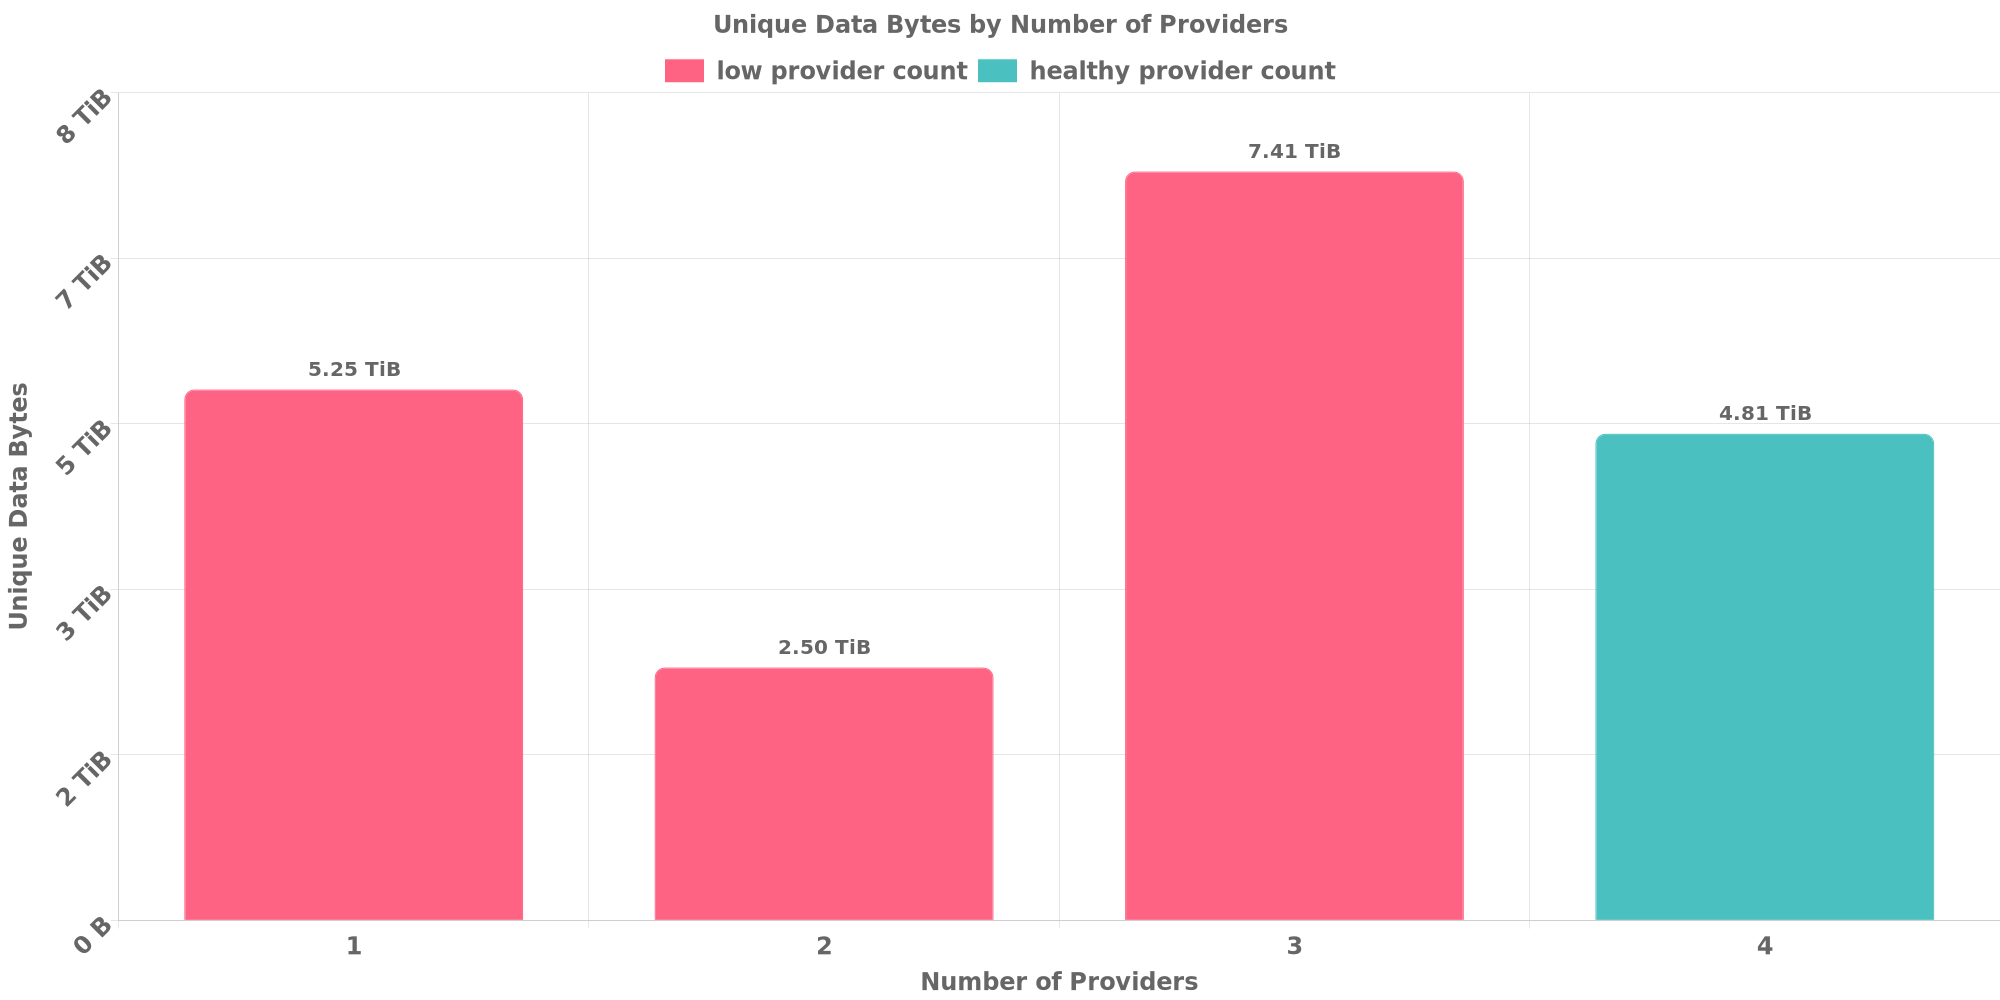 Unique Data Bytes by Number of Providers
low provider count healthy provider count
8 TiB
7 TiB
5 TiB
3 TiB
2 TiB
0 B
Unique Data Bytes
5.25 TiB
2.50 TiB
7.41 TiB
4.81 TiB
1 2 3 4
Number of Providers